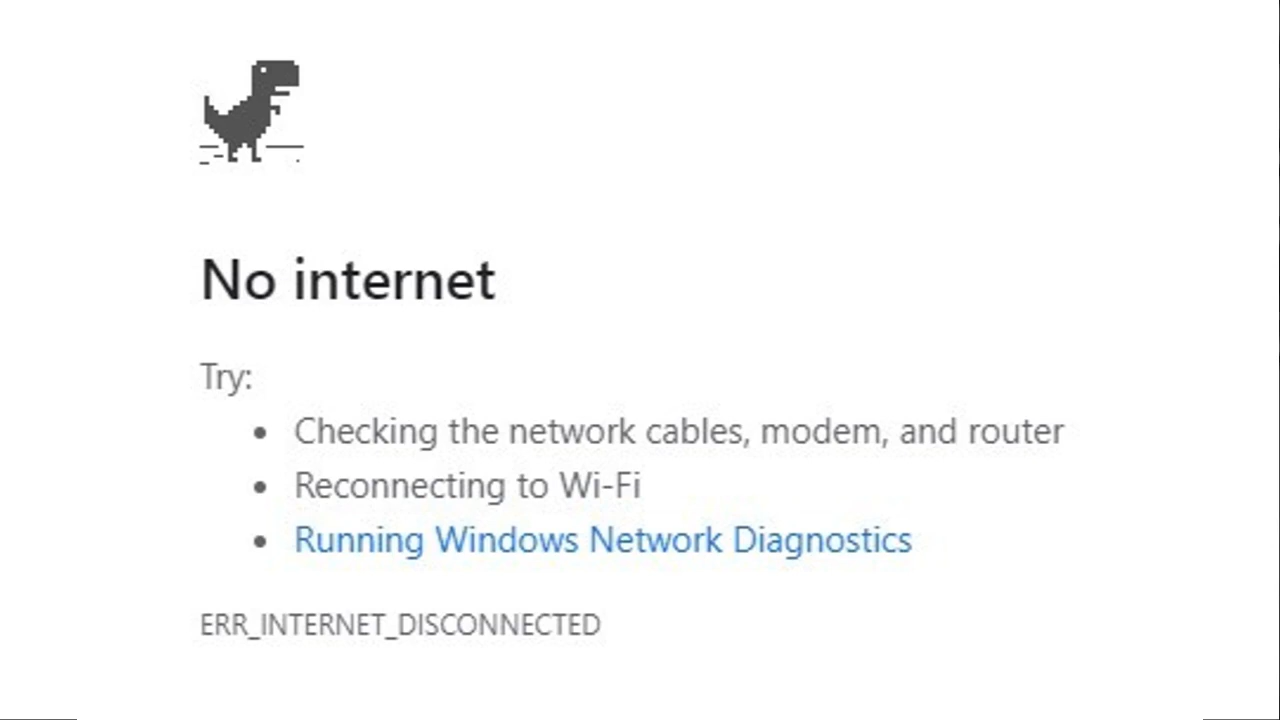 No internet
Try:
• Checking the network cables, modem, and router
• Reconnecting to Wi-Fi
• Running Windows Network Diagnostics
ERR_INTERNET_DISCONNECTED